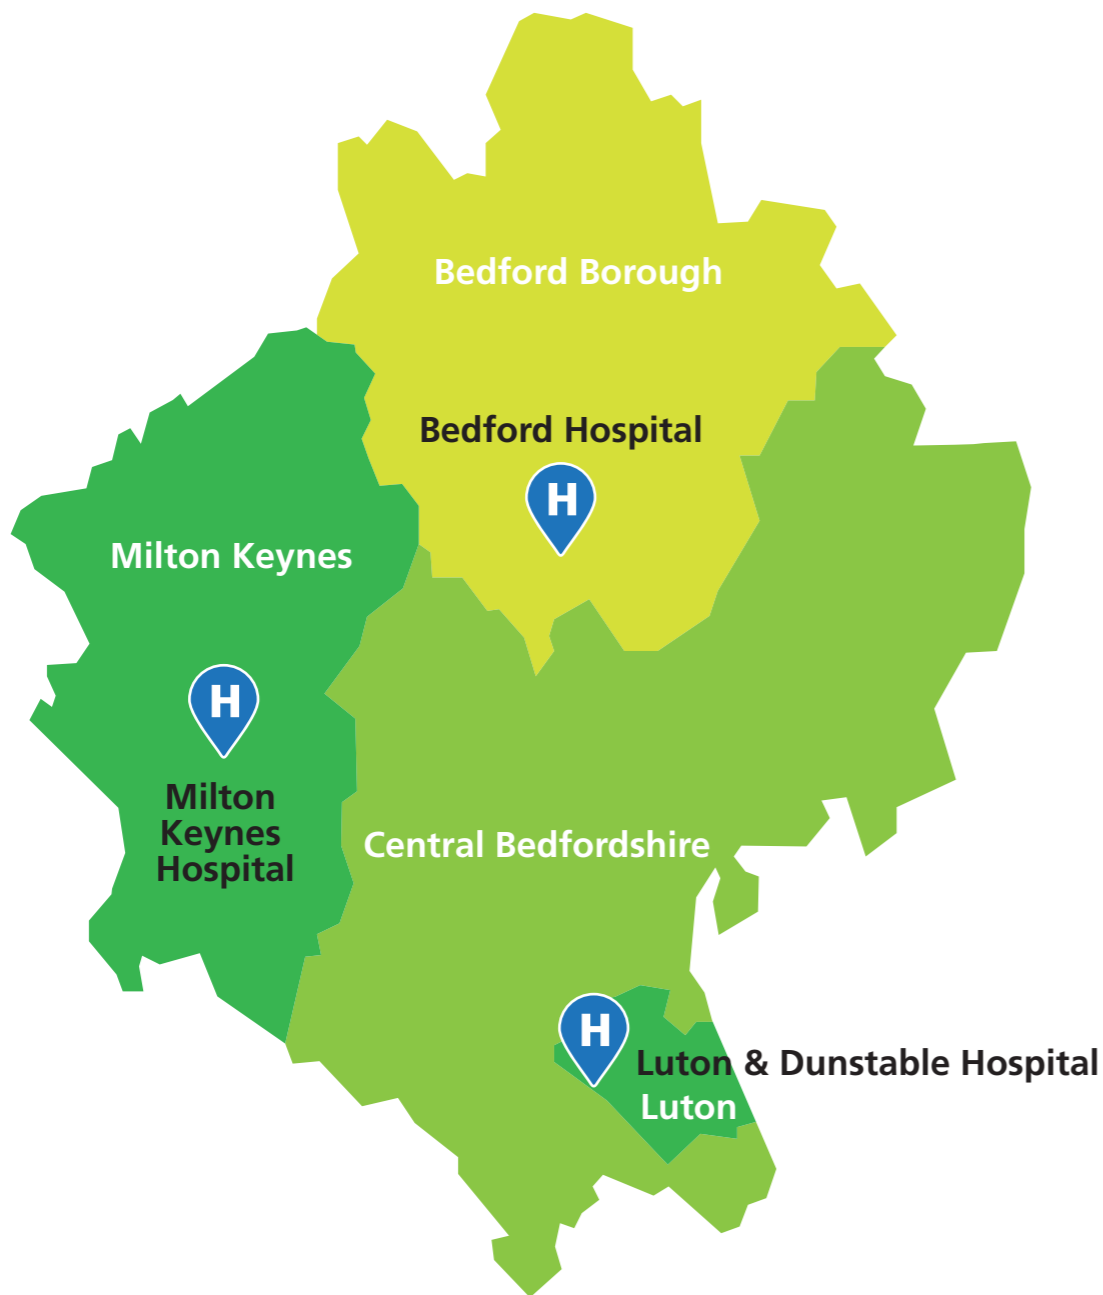 Bedford Borough
Bedford Hospital
H
Milton Keynes
H
Milton
Keynes
Hospital
Central Bedfordshire
H
Luton & Dunstable Hospital
Luton